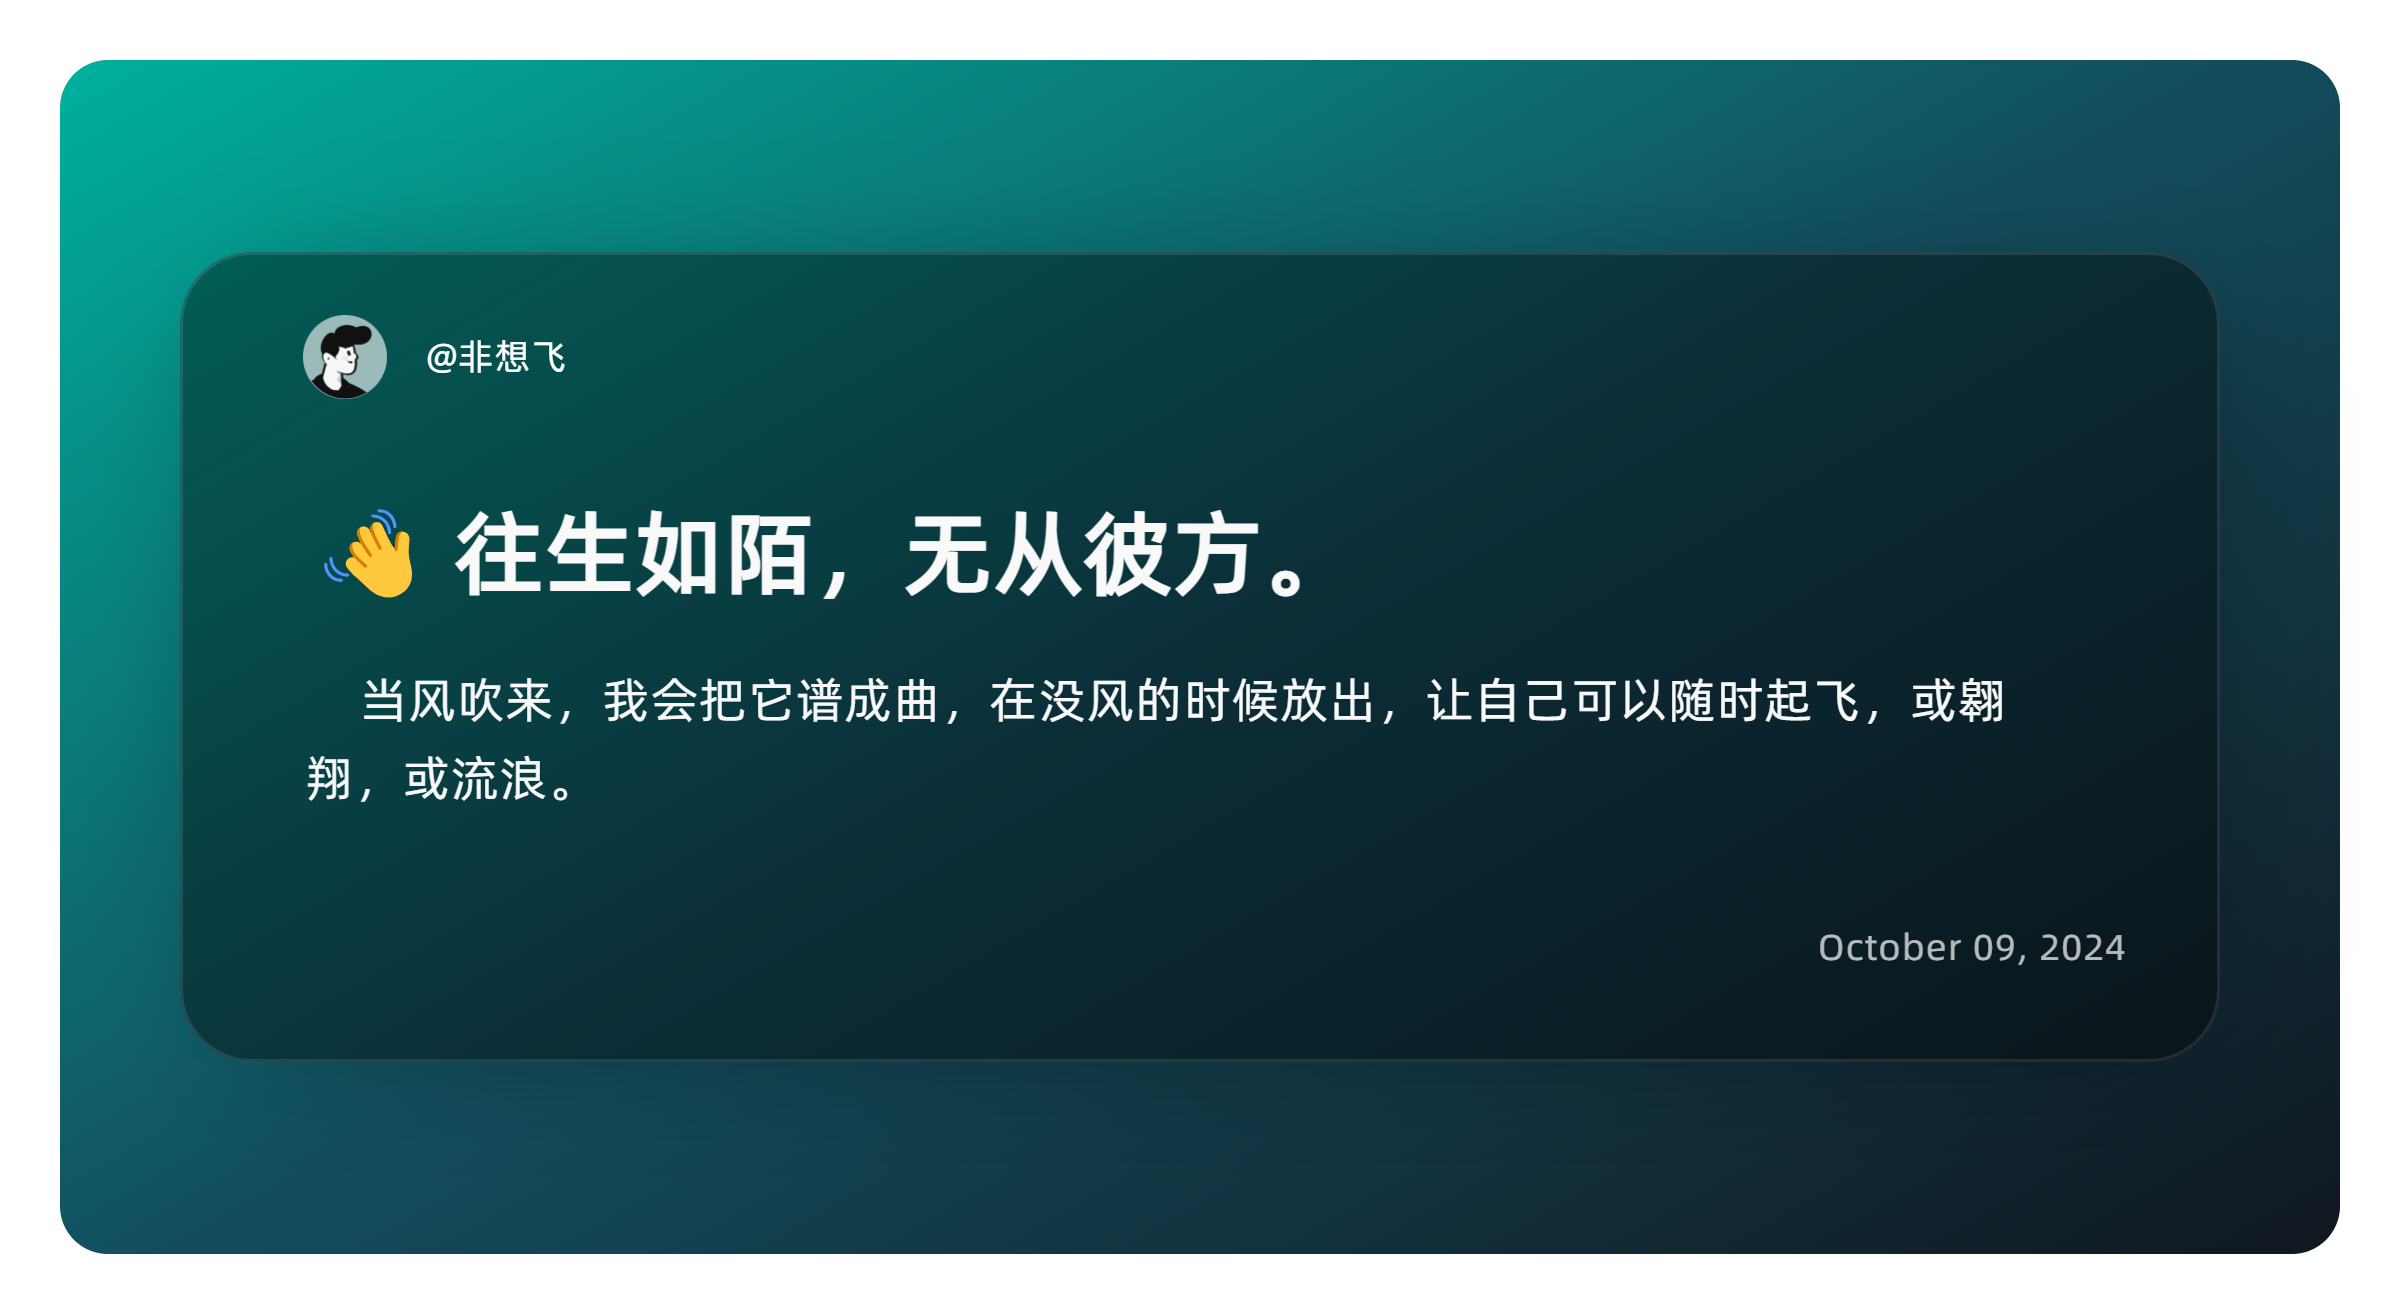 @非想飞
👋 往生如陌，无从彼方。
当风吹来，我会把它谱成曲，在没风的时候放出，让自己可以随时起飞，或翱
翔，或流浪。
October 09, 2024